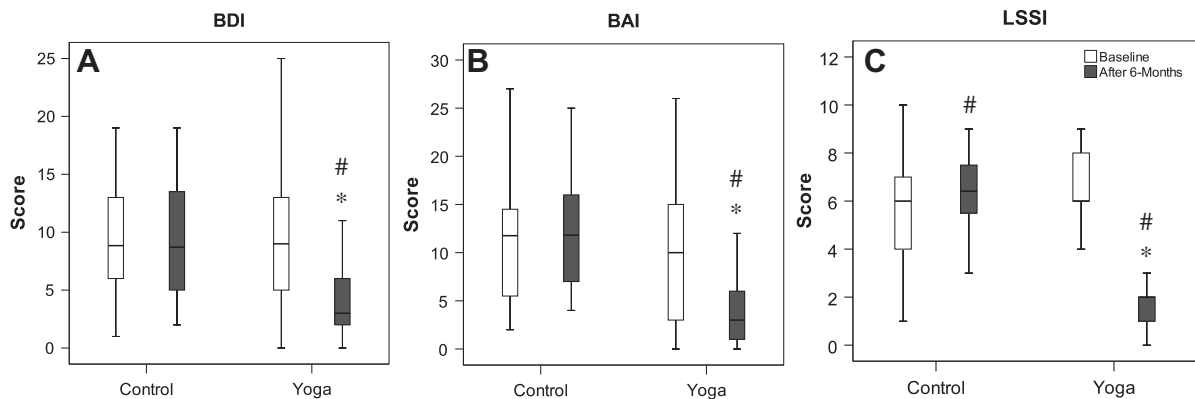 BDI
A
25
20
15
10
5
0
Score
#
*
Control
Yoga
BAI
B
30
25
20
15
10
5
0
Score
#
*
Control
Yoga
LSSI
C
Baseline
After 6-Months
12
10
8
6
4
2
0
Score
#
#
*
Control
Yoga